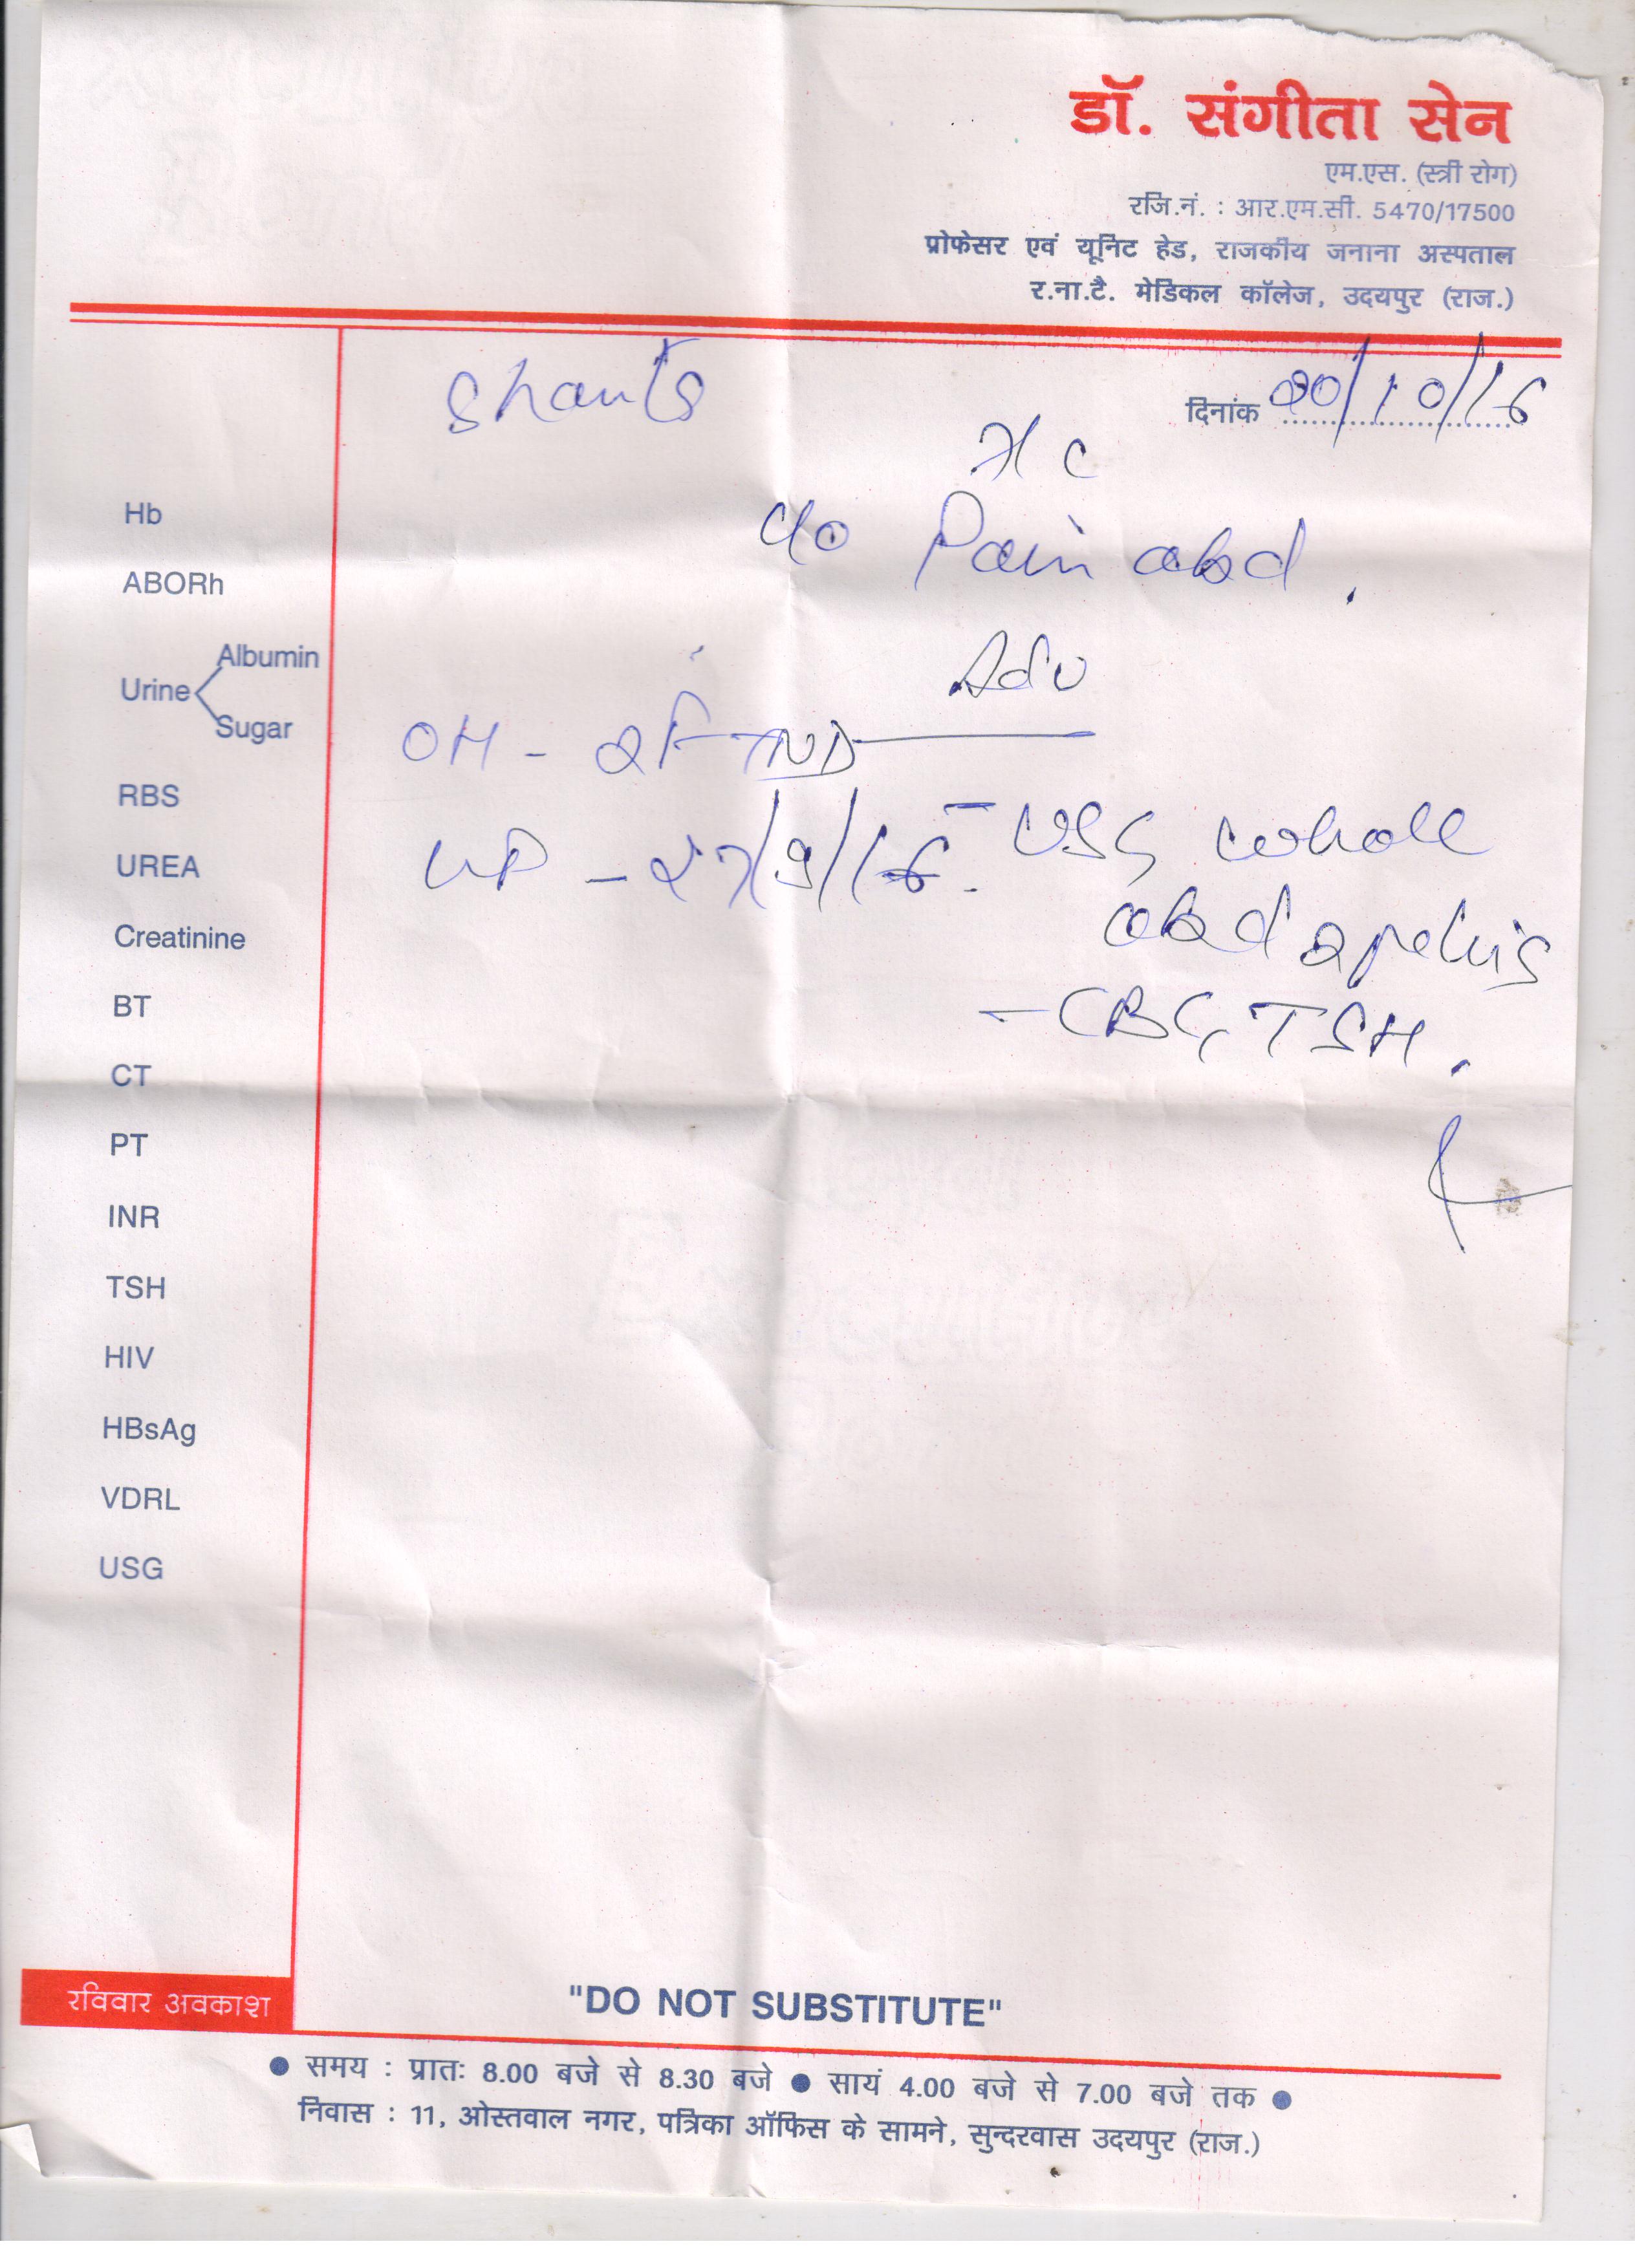 डॉ. संगीता सेन
एम.एस. (स्त्री रोग)
रजि.नं. : आर.एम.सी. 5470/17500
प्रोफेसर एवं यूनिट हेड, राजकीय जनाना अस्पताल
र.ना.टै. मेडिकल कॉलेज, उदयपुर (राज.)
दिनांक 20/10/16
c/o Pain abd.
Adv
OH - 2FTND
LMP - 27/9/16
- USG whole
abd & pelvis
- CBC, TSH.
Hb
ABORh
Urine
Albumin
Sugar
RBS
UREA
Creatinine
BT
CT
PT
INR
TSH
HIV
HBsAg
VDRL
USG
रविवार अवकाश
"DO NOT SUBSTITUTE"
● समय : प्रातः 8.00 बजे से 8.30 बजे ● सायं 4.00 बजे से 7.00 बजे तक ●
निवास : 11, ओस्तवाल नगर, पत्रिका ऑफिस के सामने, सुन्दरवास उदयपुर (राज.)